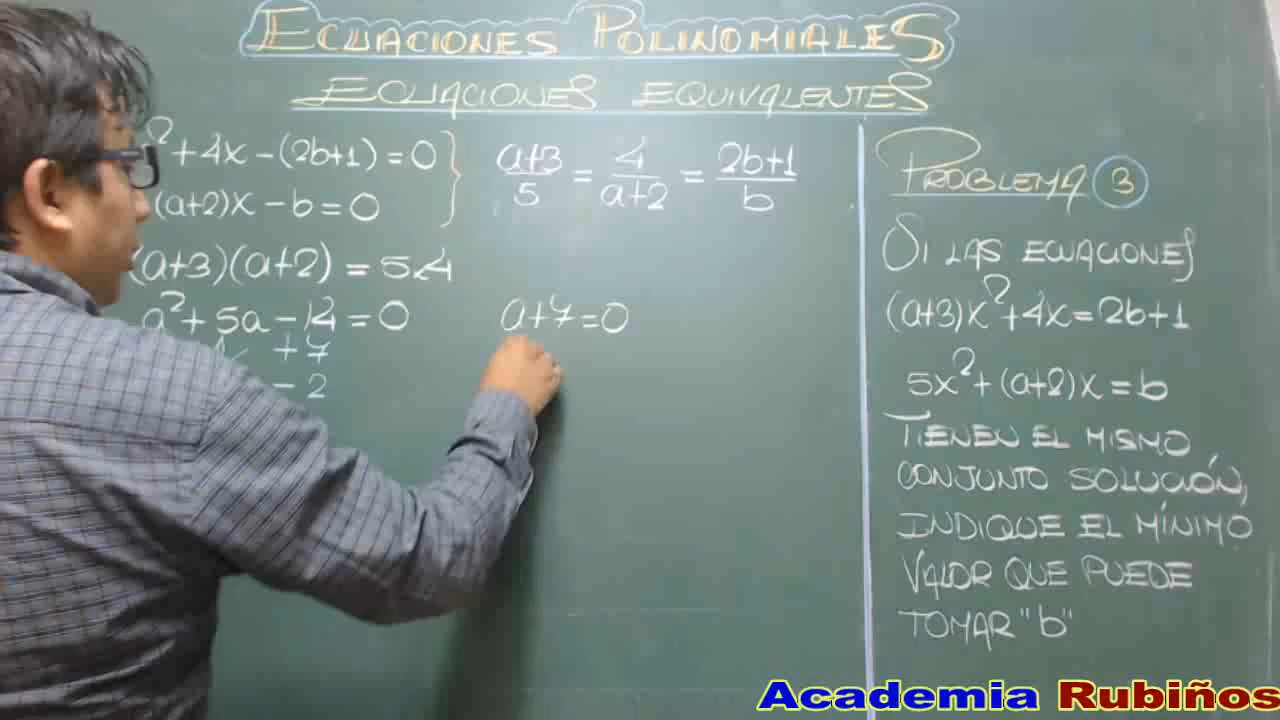 ECUACIONES POLINOMIALES
ECUACIONES EQUIVALENTES
² + 4x - (2b+1) = 0
(a+2)x - b = 0
(a+3)(a+2) = 5.4
a² + 5a - 14 = 0
+7
-2
(a+3)/5 = 4/(a+2) = (2b+1)/b
a+7=0
PROBLEMA 3
SI LAS ECUACIONES
(a+3)x² + 4x = 2b+1
5x² + (a+2)x = b
TIENEN EL MISMO
CONJUNTO SOLUCIÓN,
INDIQUE EL MÍNIMO
VALOR QUE PUEDE
TOMAR "b"
Academia Rubiños